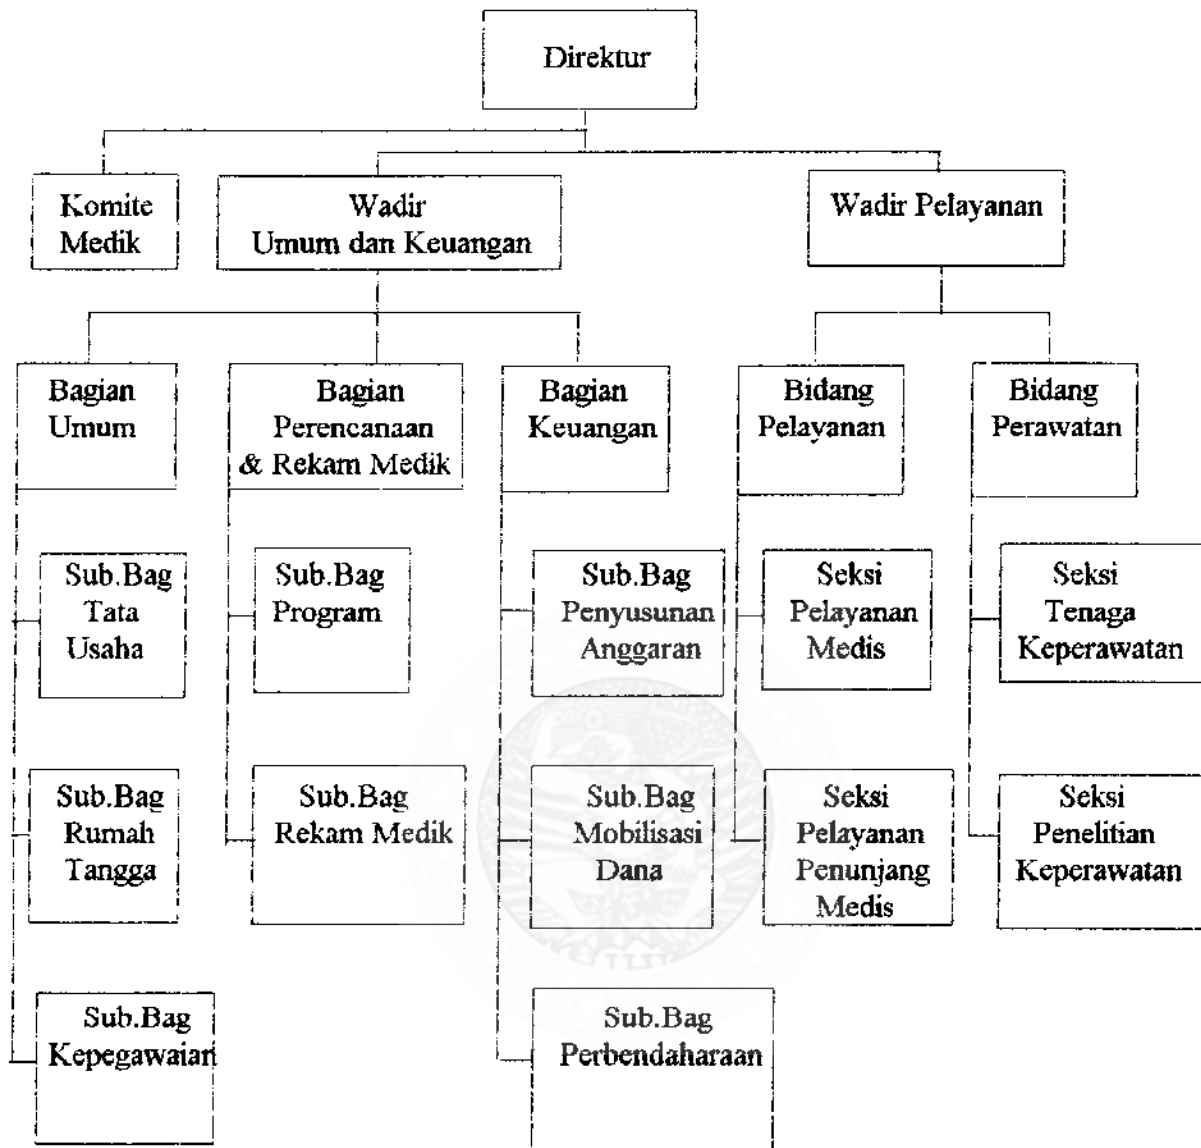 Direktur
Komite
Medik
Wadir
Umum dan Keuangan
Wadir Pelayanan
Bagian
Umum
Bagian
Perencanaan
& Rekam Medik
Bagian
Keuangan
Bidang
Pelayanan
Bidang
Perawatan
Sub.Bag
Tata
Usaha
Sub.Bag
Program
Sub.Bag
Penyusunan
Anggaran
Seksi
Pelayanan
Medis
Seksi
Tenaga
Keperawatan
Sub.Bag
Rumah
Tangga
Sub.Bag
Rekam Medik
Sub.Bag
Mobilisasi
Dana
Seksi
Pelayanan
Penunjang
Medis
Seksi
Penelitian
Keperawatan
Sub.Bag
Kepegawaian
Sub.Bag
Perbendaharaan